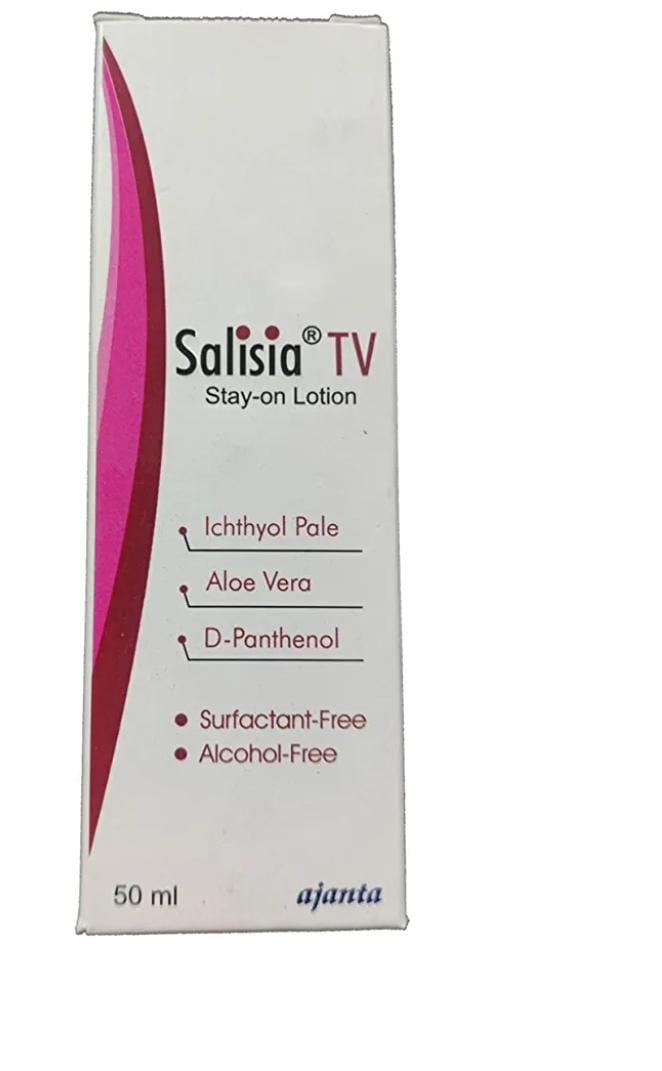 Salisia® TV
Stay-on Lotion
Ichthyol Pale
Aloe Vera
D-Panthenol
• Surfactant-Free
• Alcohol-Free
50 ml
ajanta